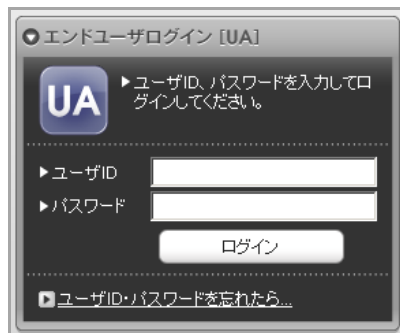 エンドユーザログイン [UA]
UA
ユーザID、パスワードを入力してロ
グインしてください。
ユーザID
パスワード
ログイン
ユーザID・パスワードを忘れたら...